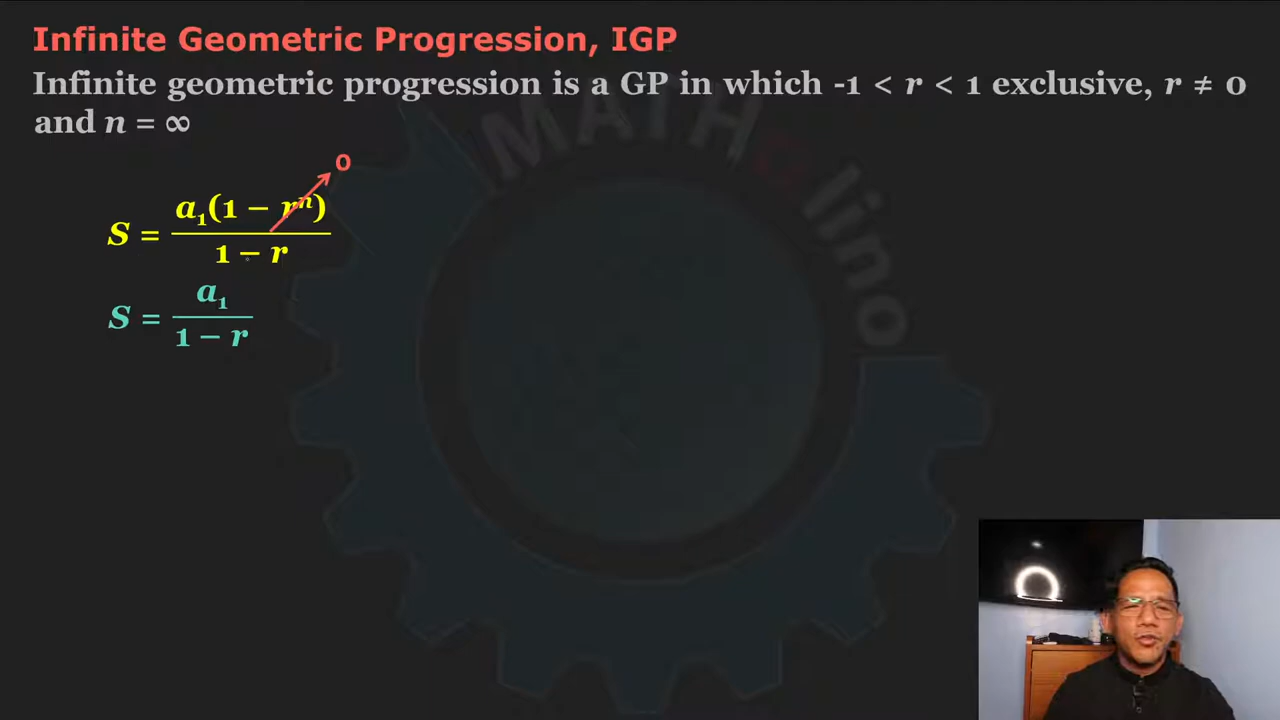 Infinite Geometric Progression, IGP
Infinite geometric progression is a GP in which -1 < r < 1 exclusive, r ≠ 0
and n = ∞
MATHalino
0
S = a₁(1 − rⁿ) / 1 − r
S = a₁ / 1 − r